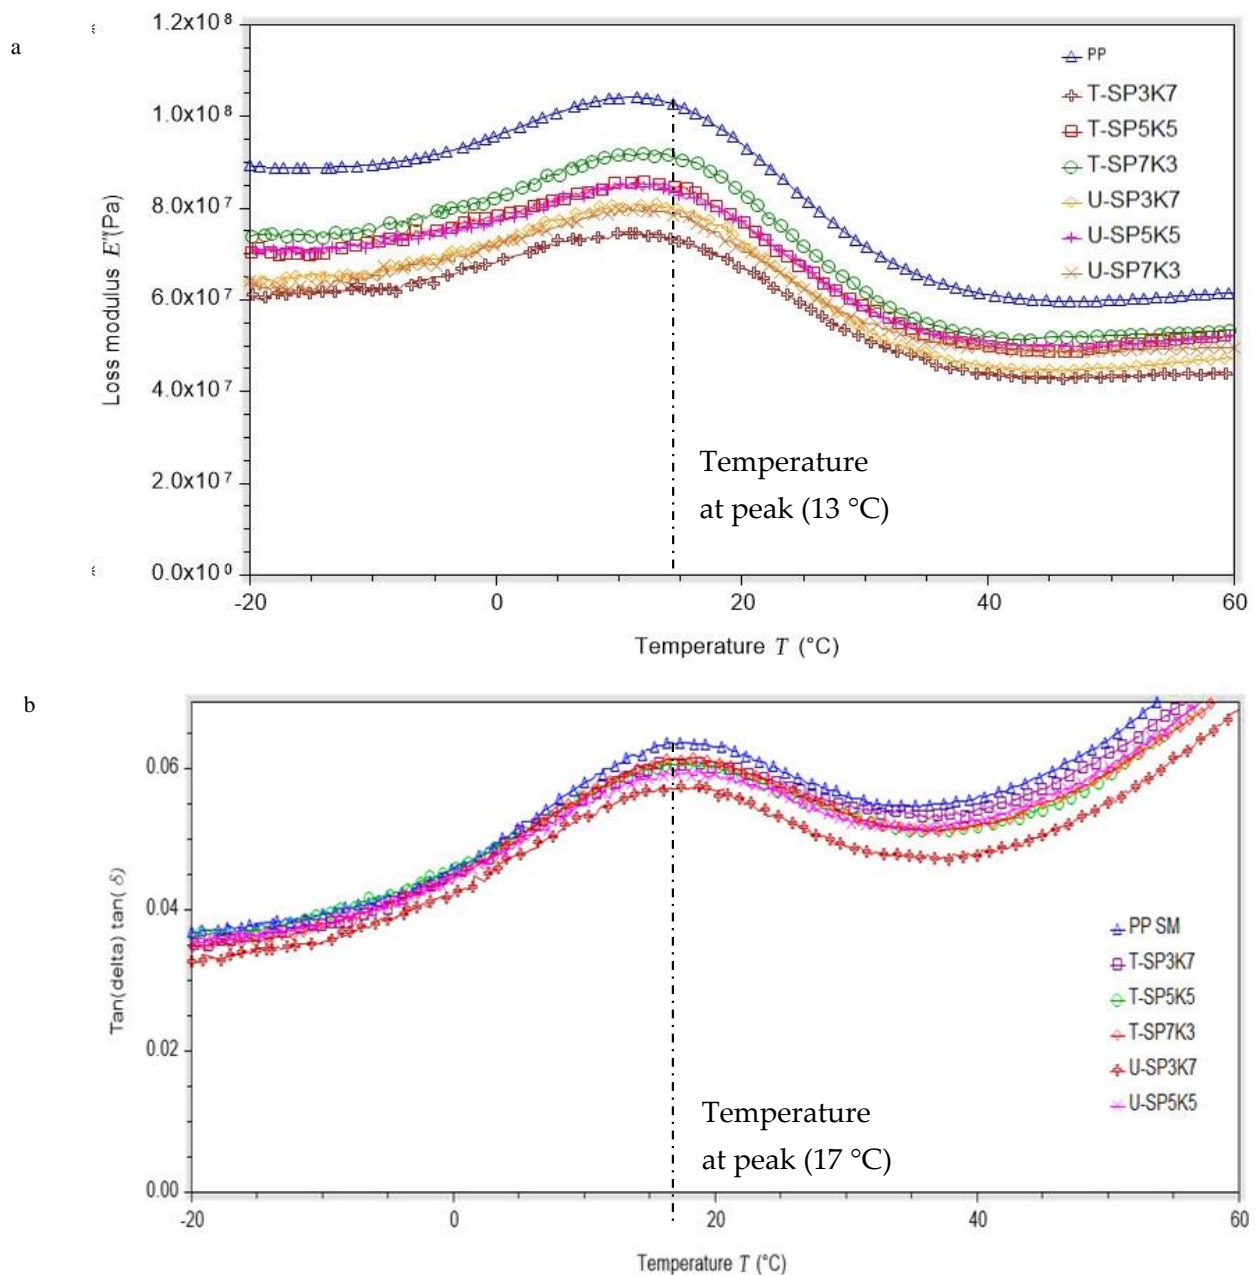 a
1.2x10⁸
1.0x10⁸
8.0x10⁷
6.0x10⁷
4.0x10⁷
2.0x10⁷
0.0x10⁰
Loss modulus E''(Pa)
PP
T-SP3K7
T-SP5K5
T-SP7K3
U-SP3K7
U-SP5K5
U-SP7K3
Temperature
at peak (13 °C)
-20 0 20 40 60
Temperature T (°C)
b
0.06
0.04
0.02
0.00
Tan(delta) tan(δ)
PP SM
T-SP3K7
T-SP5K5
T-SP7K3
U-SP3K7
U-SP5K5
Temperature
at peak (17 °C)
-20 0 20 40 60
Temperature T (°C)